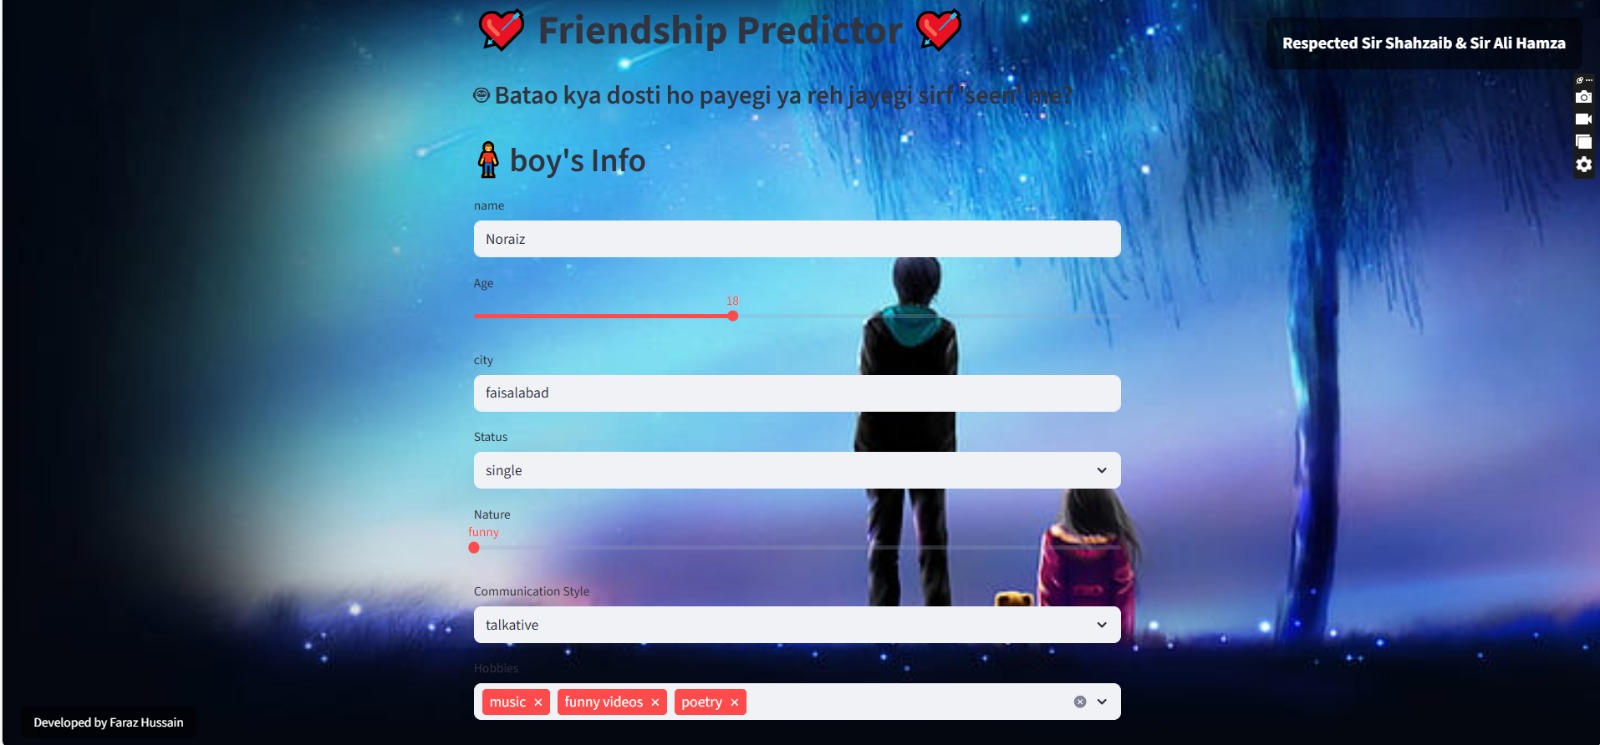 Friendship Predictor
Respected Sir Shahzaib & Sir Ali Hamza
Batao kya dosti ho payegi ya reh jayegi sirf 'seen' me?
boy's Info
name
Noraiz
Age
18
city
faisalabad
Status
single
Nature
funny
Communication Style
talkative
Hobbies
music × funny videos × poetry ×
Developed by Faraz Hussain